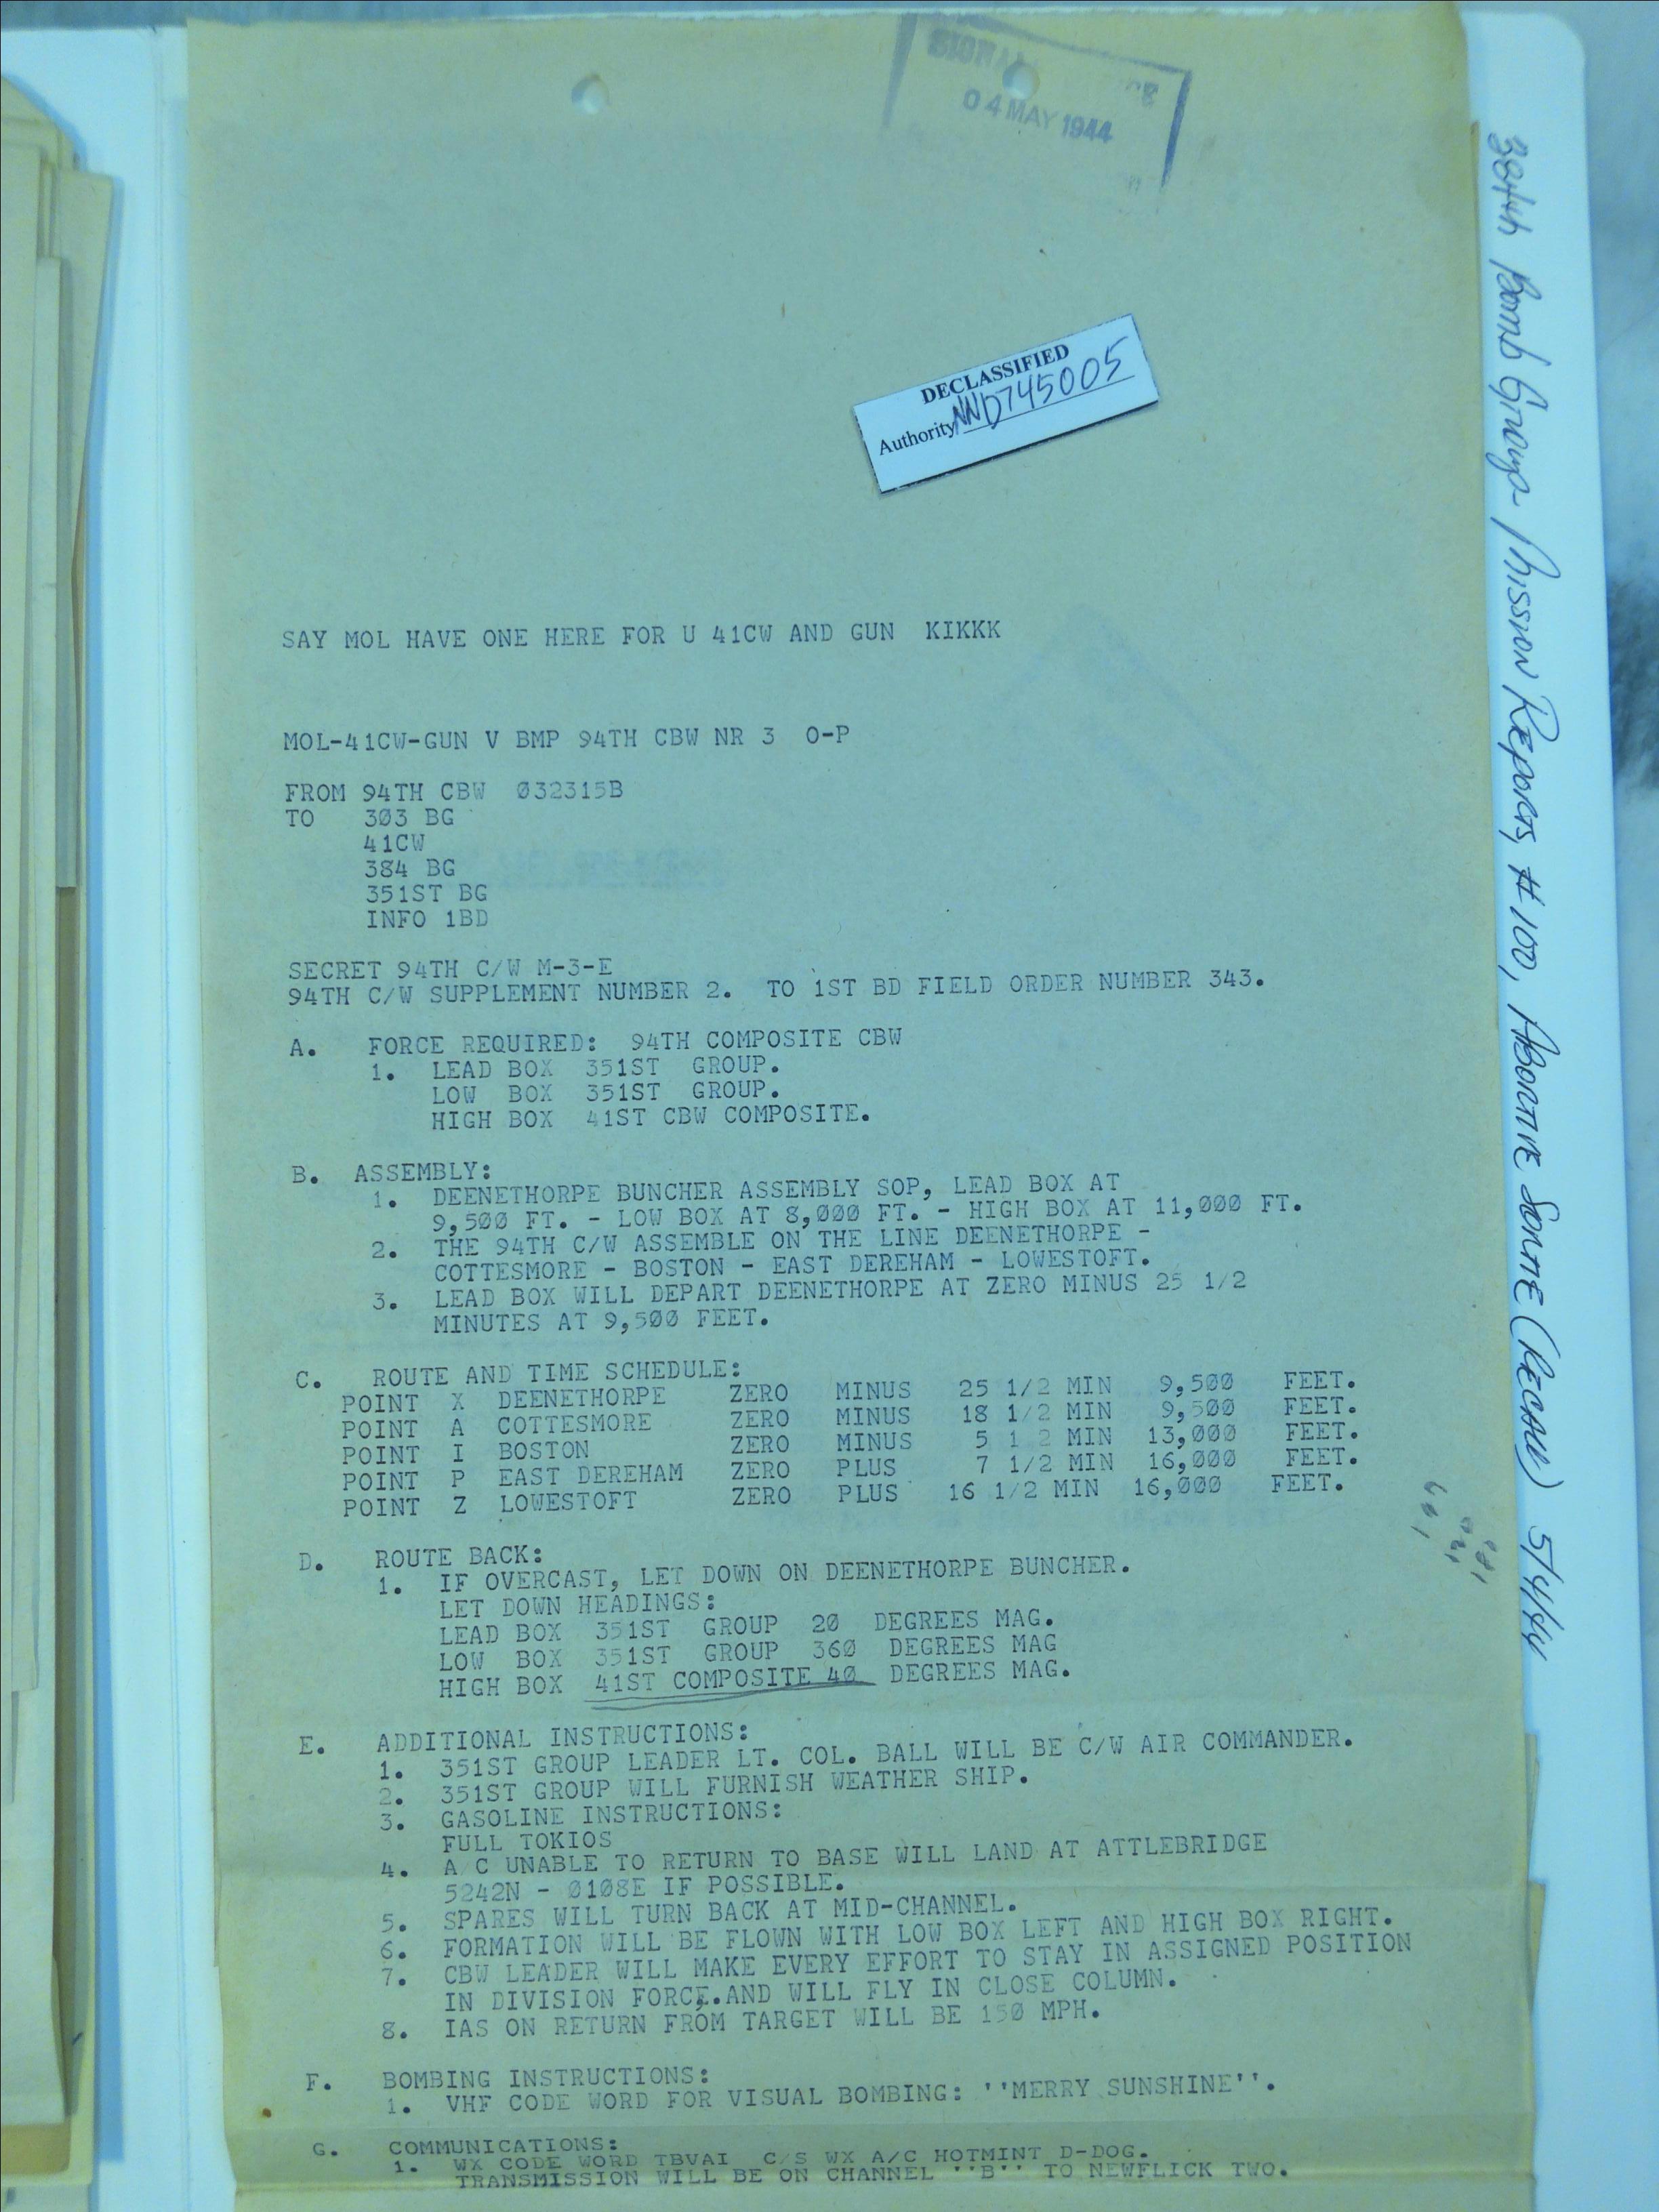 04 MAY 1944
DECLASSIFIED
Authority NND745005
SAY MOL HAVE ONE HERE FOR U 41CW AND GUN KIKKK
MOL-41CW-GUN V BMP 94TH CBW NR 3 O-P
FROM 94TH CBW Ø32315B
TO 3Ø3 BG
41CW
384 BG
351ST BG
INFO 1BD
SECRET 94TH C/W M-3-E
94TH C/W SUPPLEMENT NUMBER 2. TO 1ST BD FIELD ORDER NUMBER 343.
A. FORCE REQUIRED: 94TH COMPOSITE CBW
1. LEAD BOX 351ST GROUP.
LOW BOX 351ST GROUP.
HIGH BOX 41ST CBW COMPOSITE.
B. ASSEMBLY:
1. DEENETHORPE BUNCHER ASSEMBLY SOP, LEAD BOX AT
9,5ØØ FT. - LOW BOX AT 8,ØØØ FT. - HIGH BOX AT 11,ØØØ FT.
2. THE 94TH C/W ASSEMBLE ON THE LINE DEENETHORPE -
COTTESMORE - BOSTON - EAST DEREHAM - LOWESTOFT.
3. LEAD BOX WILL DEPART DEENETHORPE AT ZERO MINUS 25 1/2
MINUTES AT 9,5ØØ FEET.
C. ROUTE AND TIME SCHEDULE:
POINT X DEENETHORPE ZERO MINUS 25 1/2 MIN 9,5ØØ FEET.
POINT A COTTESMORE ZERO MINUS 18 1/2 MIN 9,5ØØ FEET.
POINT I BOSTON ZERO MINUS 5 1 2 MIN 13,ØØØ FEET.
POINT P EAST DEREHAM ZERO PLUS 7 1/2 MIN 16,ØØØ FEET.
POINT Z LOWESTOFT ZERO PLUS 16 1/2 MIN 16,ØØØ FEET.
D. ROUTE BACK:
1. IF OVERCAST, LET DOWN ON DEENETHORPE BUNCHER.
LET DOWN HEADINGS:
LEAD BOX 351ST GROUP 2Ø DEGREES MAG.
LOW BOX 351ST GROUP 36Ø DEGREES MAG
HIGH BOX 41ST COMPOSITE 4Ø DEGREES MAG.
E. ADDITIONAL INSTRUCTIONS:
1. 351ST GROUP LEADER LT. COL. BALL WILL BE C/W AIR COMMANDER.
2. 351ST GROUP WILL FURNISH WEATHER SHIP.
3. GASOLINE INSTRUCTIONS:
FULL TOKIOS
4. A/C UNABLE TO RETURN TO BASE WILL LAND AT ATTLEBRIDGE
5242N - Ø1Ø8E IF POSSIBLE.
5. SPARES WILL TURN BACK AT MID-CHANNEL.
6. FORMATION WILL BE FLOWN WITH LOW BOX LEFT AND HIGH BOX RIGHT.
7. CBW LEADER WILL MAKE EVERY EFFORT TO STAY IN ASSIGNED POSITION
IN DIVISION FORCE.AND WILL FLY IN CLOSE COLUMN.
8. IAS ON RETURN FROM TARGET WILL BE 15Ø MPH.
F. BOMBING INSTRUCTIONS:
1. VHF CODE WORD FOR VISUAL BOMBING: ''MERRY SUNSHINE''.
G. COMMUNICATIONS:
1. WX CODE WORD TBVAI C/S WX A/C HOTMINT D-DOG.
TRANSMISSION WILL BE ON CHANNEL ''B'' TO NEWFLICK TWO.
384th Bomb Group Mission Reports, #100, Abortive Sortie (Recall) 5/4/44